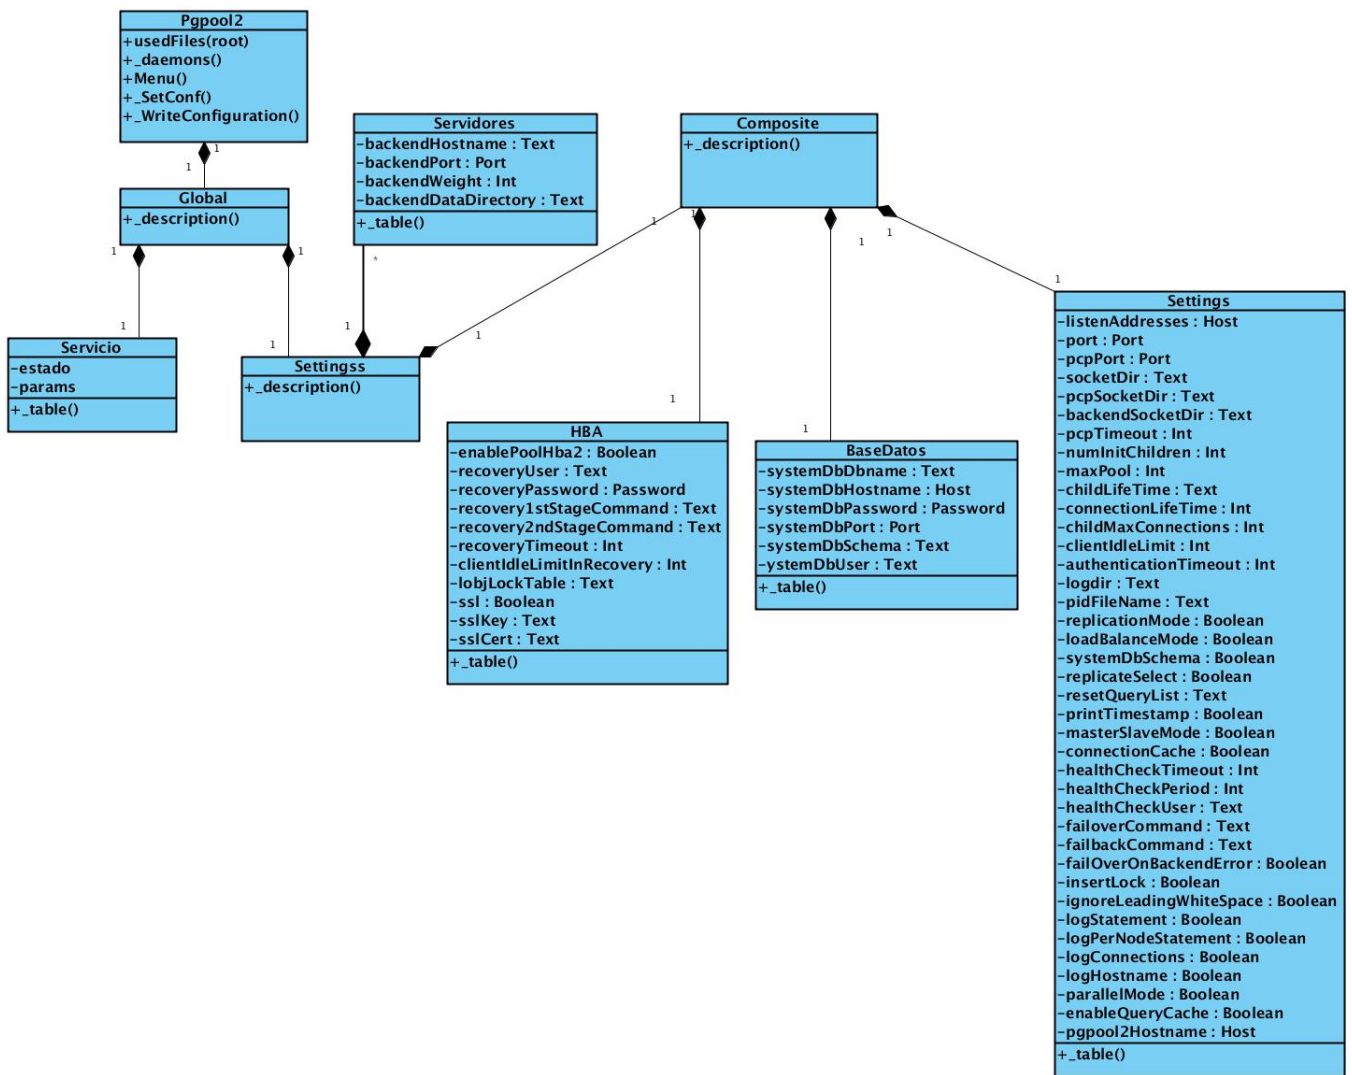 Pgpool2
+usedFiles(root)
+_daemons()
+Menu()
+_SetConf()
+_WriteConfiguration()
1
1
Global
+_description()
1
1
1
1
Servicio
-estado
-params
+_table()
Servidores
-backendHostname : Text
-backendPort : Port
-backendWeight : Int
-backendDataDirectory : Text
+_table()
*
1
Settingss
+_description()
1
1
Composite
+_description()
1
1
1
1
1
1
HBA
-enablePoolHba2 : Boolean
-recoveryUser : Text
-recoveryPassword : Password
-recovery1stStageCommand : Text
-recovery2ndStageCommand : Text
-recoveryTimeout : Int
-clientIdleLimitInRecovery : Int
-lobjLockTable : Text
-ssl : Boolean
-sslKey : Text
-sslCert : Text
+_table()
BaseDatos
-systemDbDbname : Text
-systemDbHostname : Host
-systemDbPassword : Password
-systemDbPort : Port
-systemDbSchema : Text
-ystemDbUser : Text
+_table()
Settings
-listenAddresses : Host
-port : Port
-pcpPort : Port
-socketDir : Text
-pcpSocketDir : Text
-backendSocketDir : Text
-pcpTimeout : Int
-numInitChildren : Int
-maxPool : Int
-childLifeTime : Text
-connectionLifeTime : Int
-childMaxConnections : Int
-clientIdleLimit : Int
-authenticationTimeout : Int
-logdir : Text
-pidFileName : Text
-replicationMode : Boolean
-loadBalanceMode : Boolean
-systemDbSchema : Boolean
-replicateSelect : Boolean
-resetQueryList : Text
-printTimestamp : Boolean
-masterSlaveMode : Boolean
-connectionCache : Boolean
-healthCheckTimeout : Int
-healthCheckPeriod : Int
-healthCheckUser : Text
-failoverCommand : Text
-failbackCommand : Text
-failOverOnBackendError : Boolean
-insertLock : Boolean
-ignoreLeadingWhiteSpace : Boolean
-logStatement : Boolean
-logPerNodeStatement : Boolean
-logConnections : Boolean
-logHostname : Boolean
-parallelMode : Boolean
-enableQueryCache : Boolean
-pgpool2Hostname : Host
+_table()